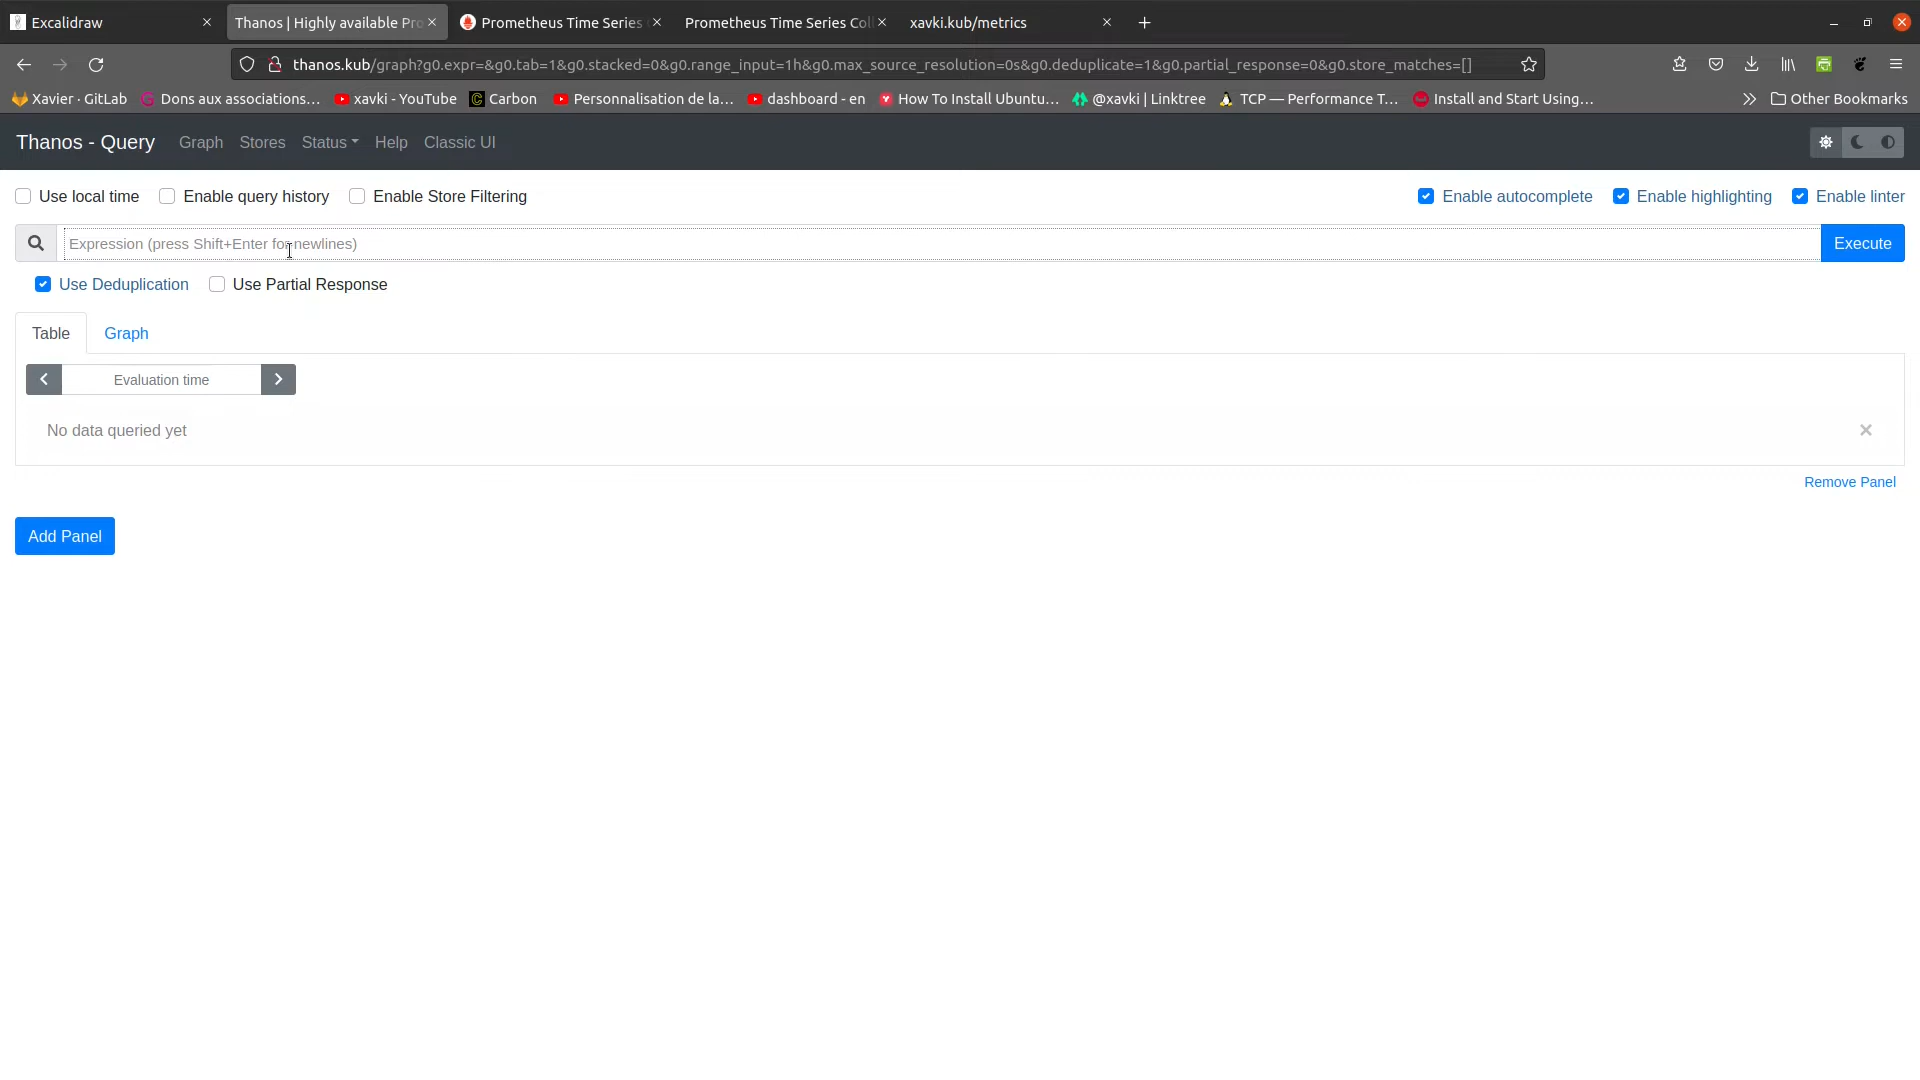 Excalidraw
Thanos | Highly available Pro
Prometheus Time Series
Prometheus Time Series Col
xavki.kub/metrics
thanos.kub/graph?g0.expr=&g0.tab=1&g0.stacked=0&g0.range_input=1h&g0.max_source_resolution=0s&g0.deduplicate=1&g0.partial_response=0&g0.store_matches=[]
Xavier · GitLab
Dons aux associations…
xavki - YouTube
Carbon
Personnalisation de la…
dashboard - en
How To Install Ubuntu…
@xavki | Linktree
TCP — Performance T…
Install and Start Using…
Other Bookmarks
Thanos - Query
Graph
Stores
Status
Help
Classic UI
Use local time
Enable query history
Enable Store Filtering
Enable autocomplete
Enable highlighting
Enable linter
Expression (press Shift+Enter for newlines)
Execute
Use Deduplication
Use Partial Response
Table
Graph
Evaluation time
No data queried yet
Remove Panel
Add Panel